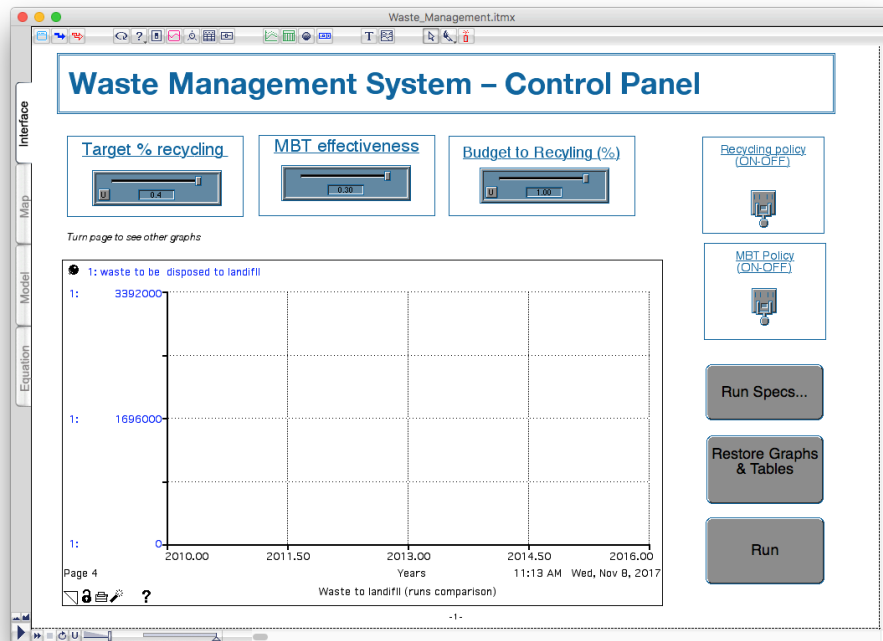 Waste_Management.itmx
T
Interface
Map
Model
Equation
Waste Management System – Control Panel
Target % recycling
U
0.4
MBT effectiveness
0.30
Budget to Recyling (%)
U
1.00
Recycling policy
(ON-OFF)
MBT Policy
(ON-OFF)
Turn page to see other graphs
1: waste to be disposed to landifll
1: 3392000
1: 1696000
1: 0
2010.00 2011.50 2013.00 2014.50 2016.00
Page 4 Years 11:13 AM Wed, Nov 8, 2017
? Waste to landifll (runs comparison)
Run Specs...
Restore Graphs
& Tables
Run
-1-
U